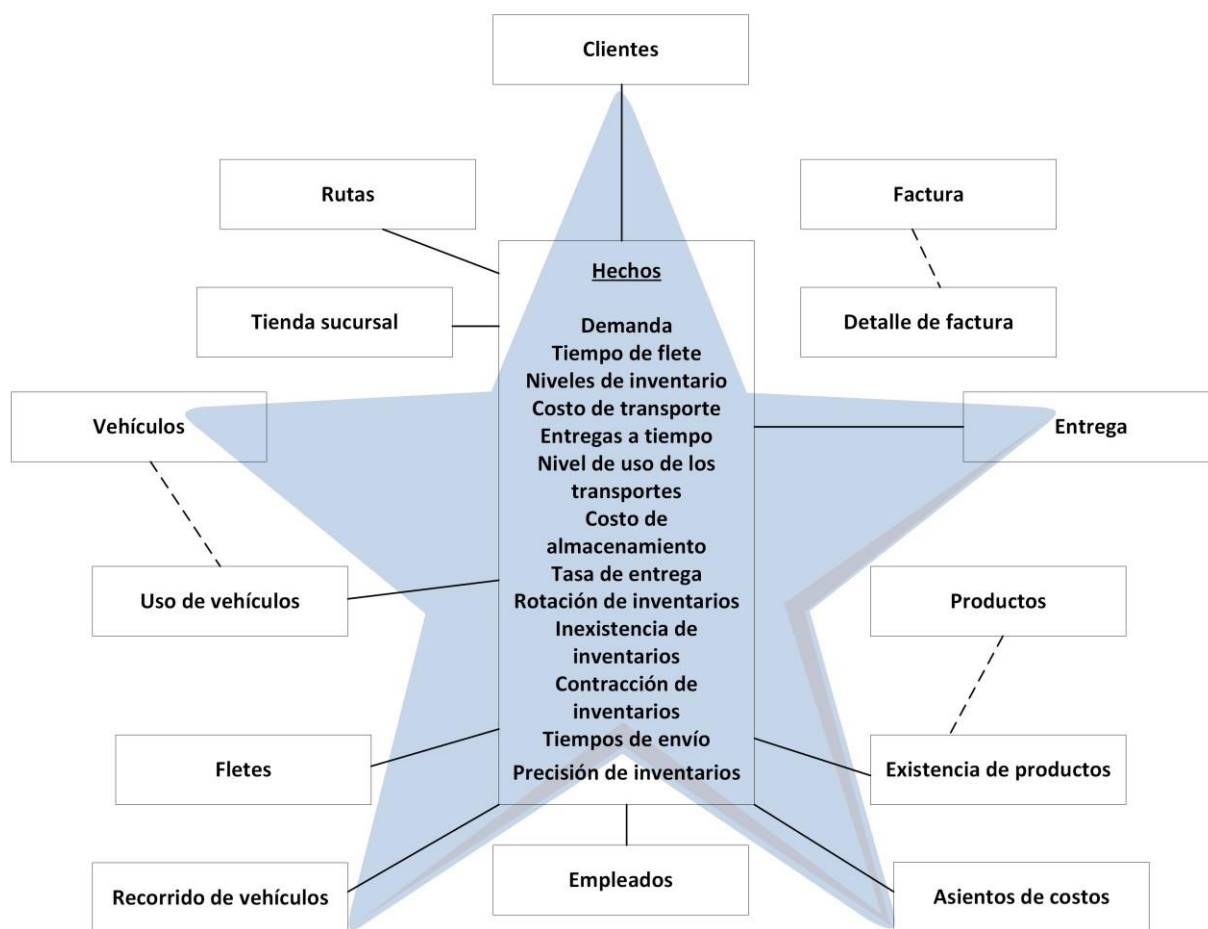 Clientes
Rutas
Factura
Hechos
Tienda sucursal
Detalle de factura
Demanda
Tiempo de flete
Niveles de inventario
Costo de transporte
Vehículos
Entregas a tiempo
Entrega
Nivel de uso de los
transportes
Costo de
almacenamiento
Tasa de entrega
Uso de vehículos
Rotación de inventarios
Productos
Inexistencia de
inventarios
Contracción de
inventarios
Tiempos de envío
Fletes
Precisión de inventarios
Existencia de productos
Recorrido de vehículos
Empleados
Asientos de costos